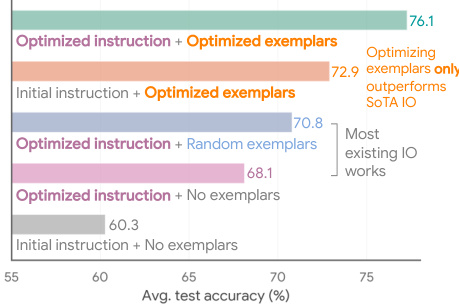 76.1
Optimized instruction + Optimized exemplars
72.9
Initial instruction + Optimized exemplars
Optimizing
exemplars only
outperforms
SoTA IO
70.8
Optimized instruction + Random exemplars
68.1
Optimized instruction + No exemplars
Most
existing IO
works
60.3
Initial instruction + No exemplars
55 60 65 70 75
Avg. test accuracy (%)